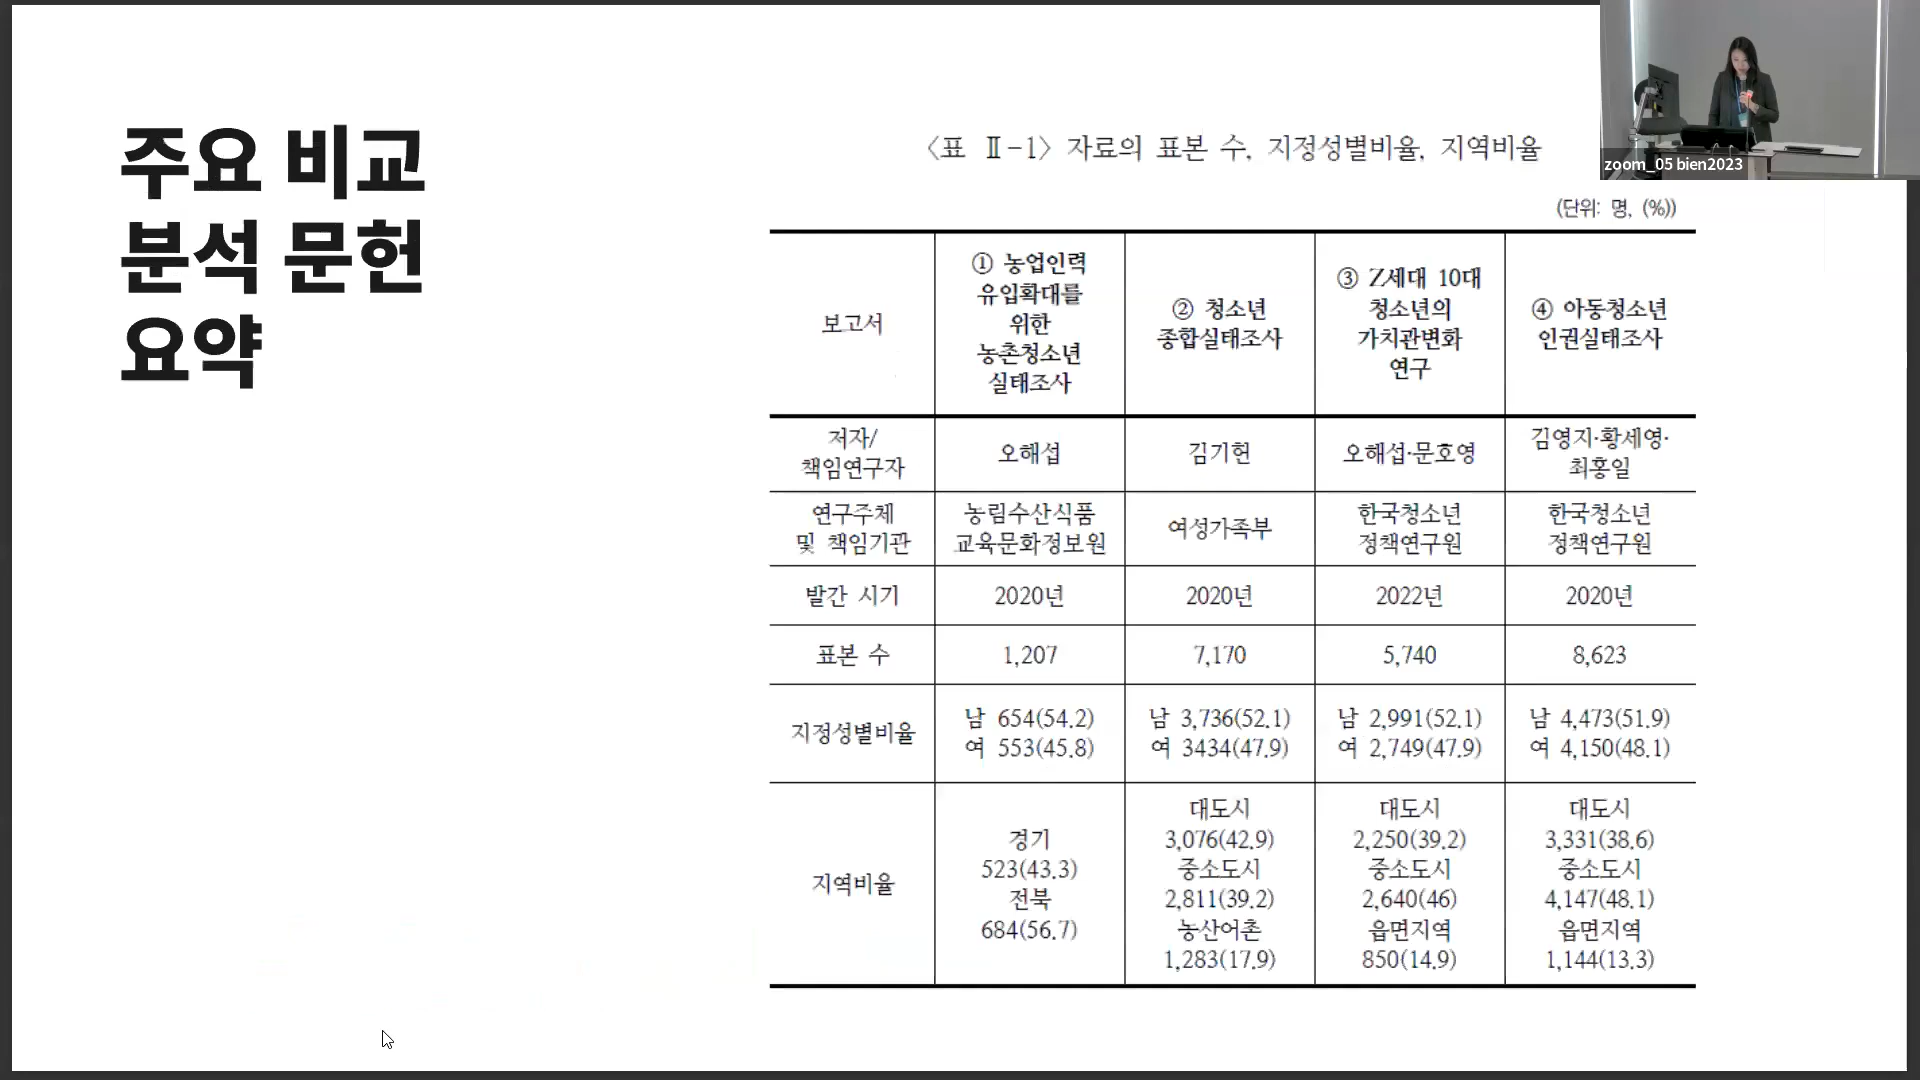 주요 비교
분석 문헌
요약
〈표 Ⅱ-1〉 자료의 표본 수, 지정성별비율, 지역비율
(단위: 명, (%))
보고서
① 농업인력
유입확대를
위한
농촌청소년
실태조사
② 청소년
종합실태조사
③ Z세대 10대
청소년의
가치관변화
연구
④ 아동청소년
인권실태조사
저자/
책임연구자
오해섭
김기헌
오해섭·문호영
김영지·황세영·
최홍일
연구주체
및 책임기관
농림수산식품
교육문화정보원
여성가족부
한국청소년
정책연구원
한국청소년
정책연구원
발간 시기
2020년
2020년
2022년
2020년
표본 수
1,207
7,170
5,740
8,623
지정성별비율
남 654(54.2)
여 553(45.8)
남 3,736(52.1)
여 3434(47.9)
남 2,991(52.1)
여 2,749(47.9)
남 4,473(51.9)
여 4,150(48.1)
지역비율
경기
523(43.3)
전북
684(56.7)
대도시
3,076(42.9)
중소도시
2,811(39.2)
농산어촌
1,283(17.9)
대도시
2,250(39.2)
중소도시
2,640(46)
읍면지역
850(14.9)
대도시
3,331(38.6)
중소도시
4,147(48.1)
읍면지역
1,144(13.3)
zoom_05 bien2023